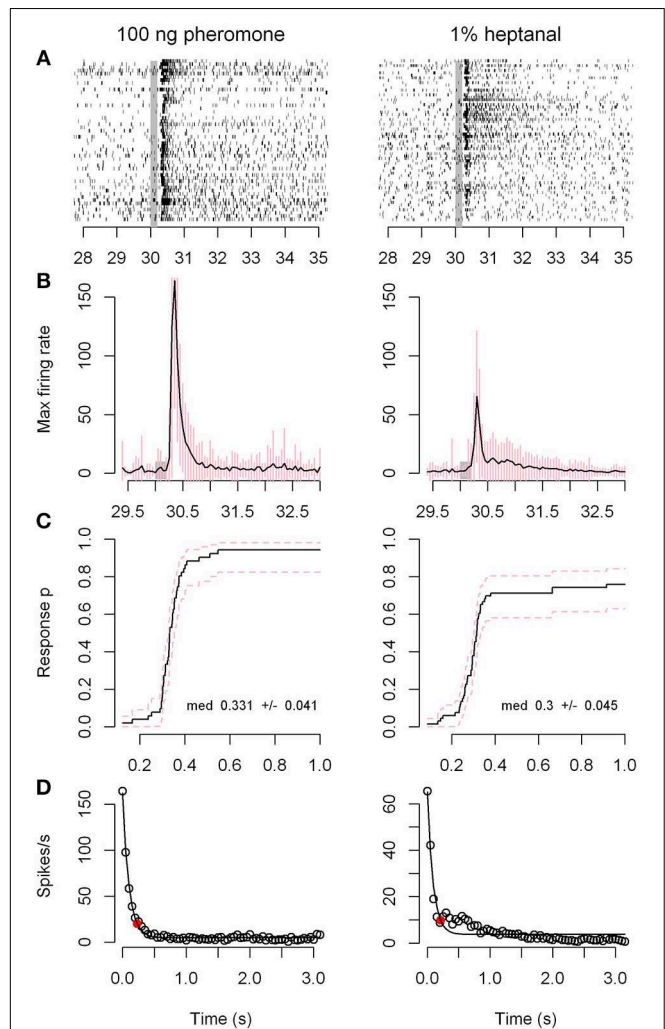 100 ng pheromone 1% heptanal
A
28 29 30 31 32 33 34 35 28 29 30 31 32 33 34 35
B
Max firing rate
150 150
100 100
50 50
0 0
29.5 30.5 31.5 32.5 29.5 30.5 31.5 32.5
C
Response p
1.0 1.0
0.8 0.8
0.6 0.6
0.4 0.4
0.2 0.2
0.0 0.0
med 0.331 +/- 0.041 med 0.3 +/- 0.045
0.2 0.4 0.6 0.8 1.0 0.2 0.4 0.6 0.8 1.0
D
Spikes/s
150 60
100 40
50 20
0 0
0.0 1.0 2.0 3.0 0.0 1.0 2.0 3.0
Time (s) Time (s)